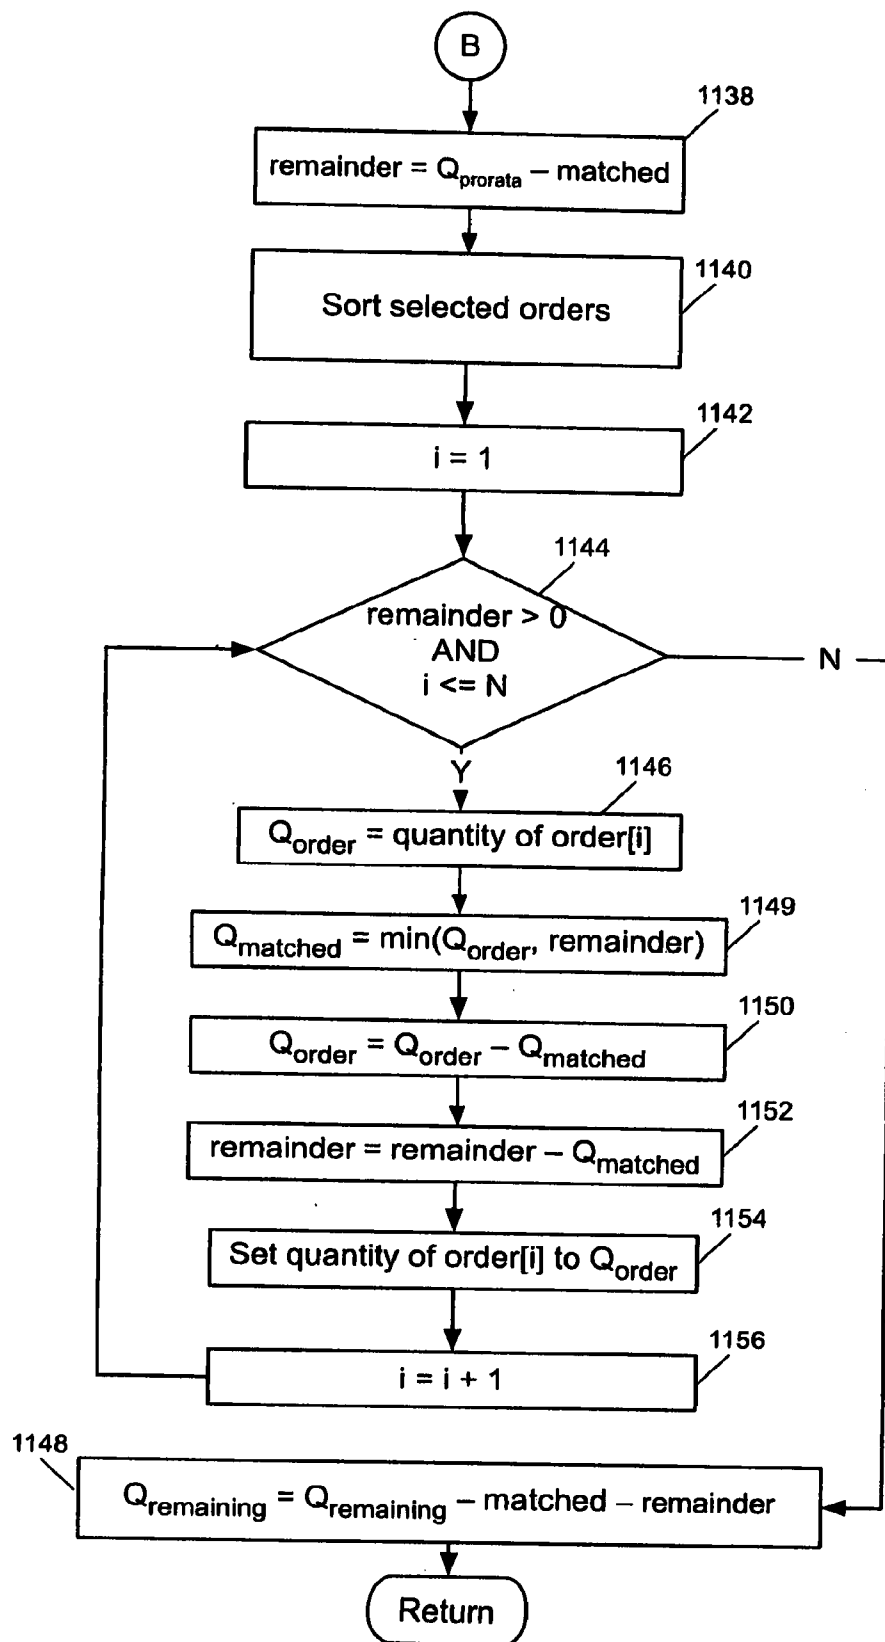 B
1138
remainder = Qprorata – matched
1140
Sort selected orders
1142
i = 1
1144
remainder > 0
AND
i <= N
N
Y
1146
Qorder = quantity of order[i]
1149
Qmatched = min(Qorder, remainder)
1150
Qorder = Qorder – Qmatched
1152
remainder = remainder – Qmatched
1154
Set quantity of order[i] to Qorder
1156
i = i + 1
1148
Qremaining = Qremaining – matched – remainder
Return